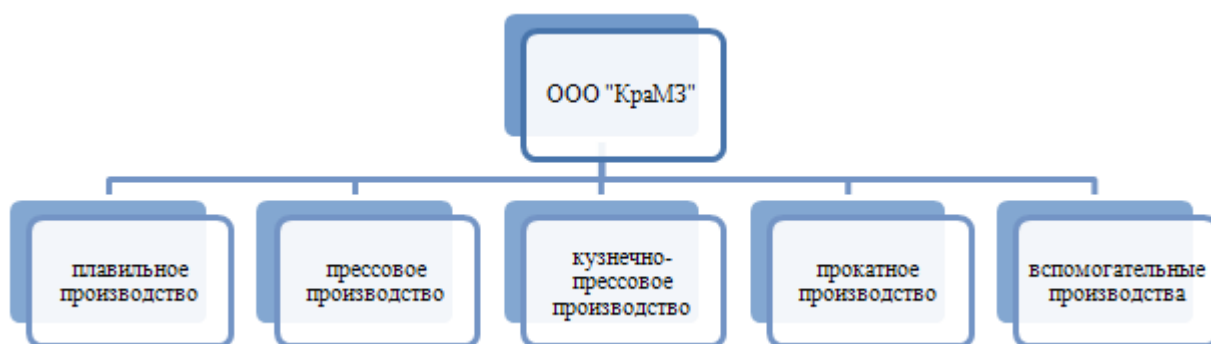 ООО "КраМЗ"
плавильное
производство
прессовое
производство
кузнечно-
прессовое
производство
прокатное
производство
вспомогательные
производства